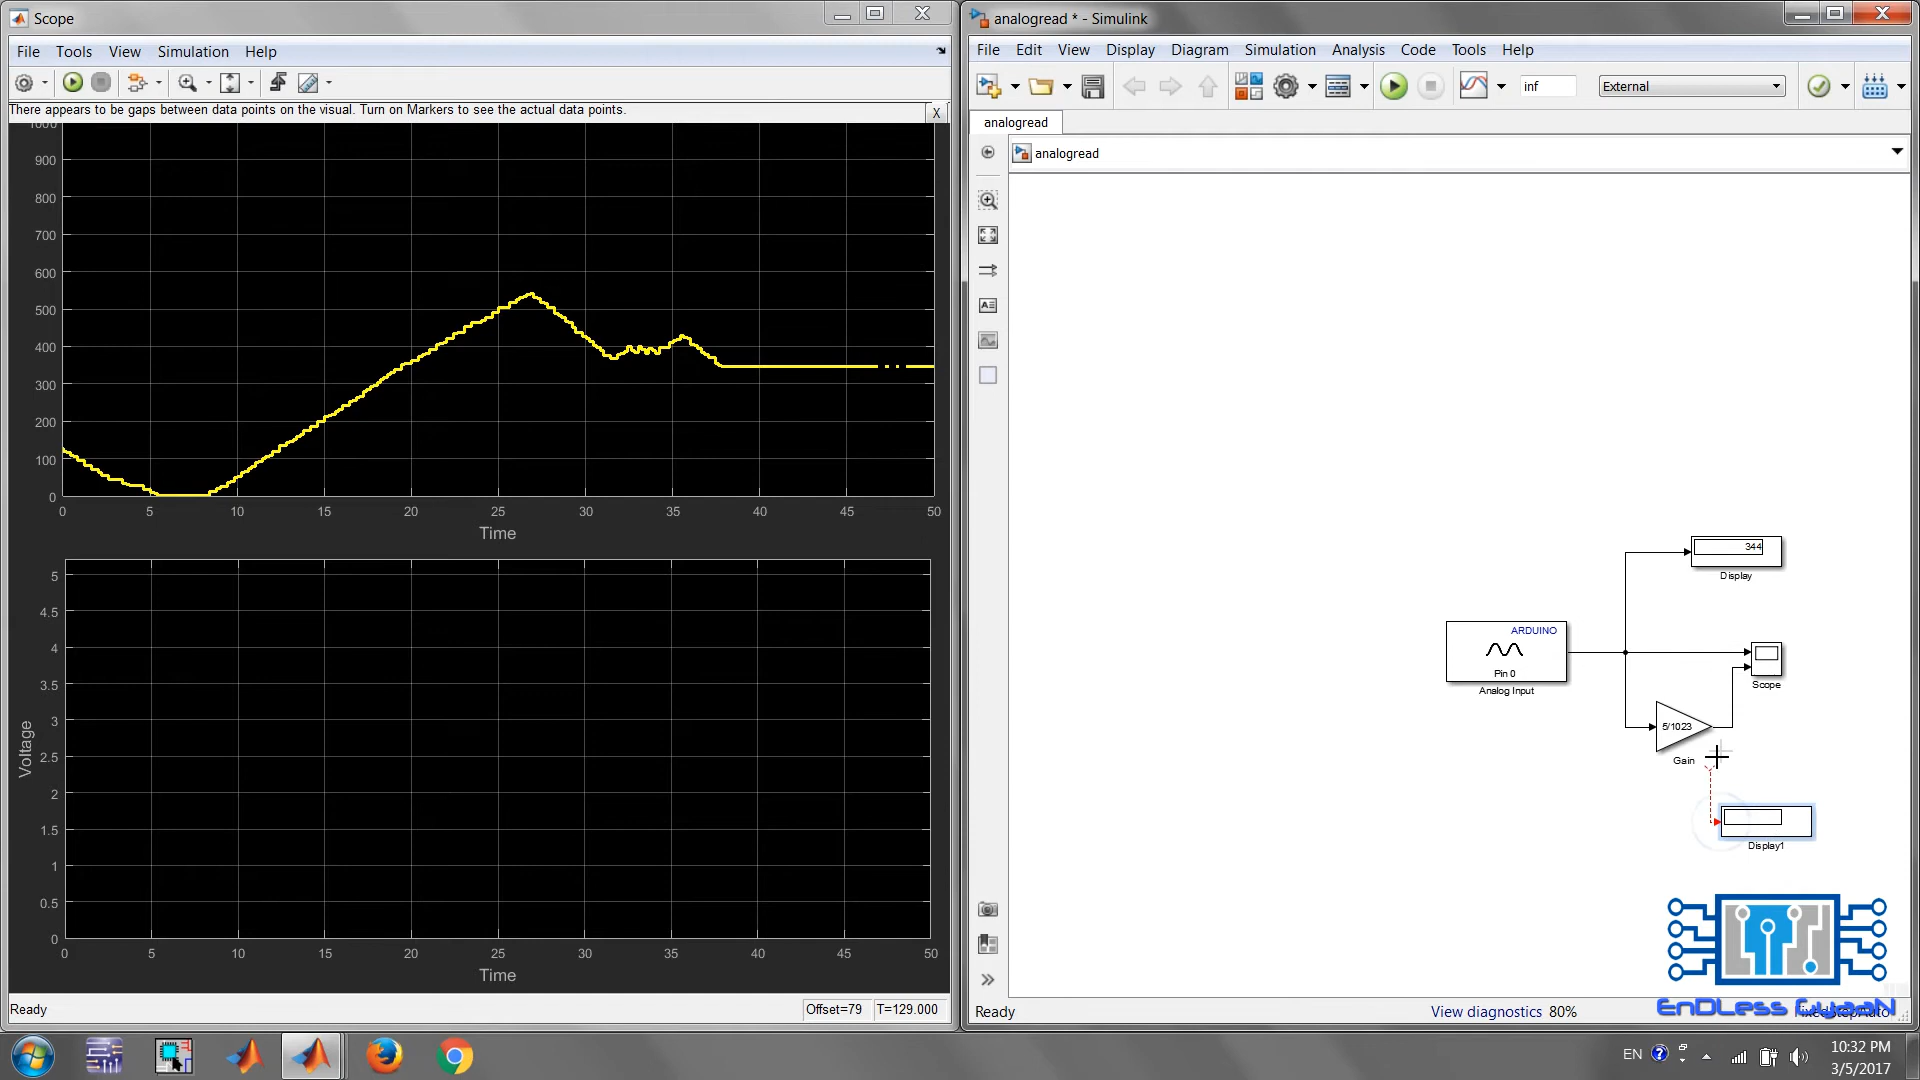 Scope
File Tools View Simulation Help
There appears to be gaps between data points on the visual. Turn on Markers to see the actual data points.
X
1000
900
800
700
600
500
400
300
200
100
0
0 5 10 15 20 25 30 35 40 45 50
Time
5
4.5
4
3.5
3
2.5
2
1.5
1
0.5
0
Voltage
0 5 10 15 20 25 30 35 40 45 50
Time
Ready
Offset=79 T=129.000
analogread * - Simulink
File Edit View Display Diagram Simulation Analysis Code Tools Help
inf
External
analogread
analogread
344
Display
ARDUINO
Pin 0
Analog Input
Scope
5/1023
Gain
Display1
EnDLess GyaaN
Ready
View diagnostics 80%
EN
10:32 PM
3/5/2017